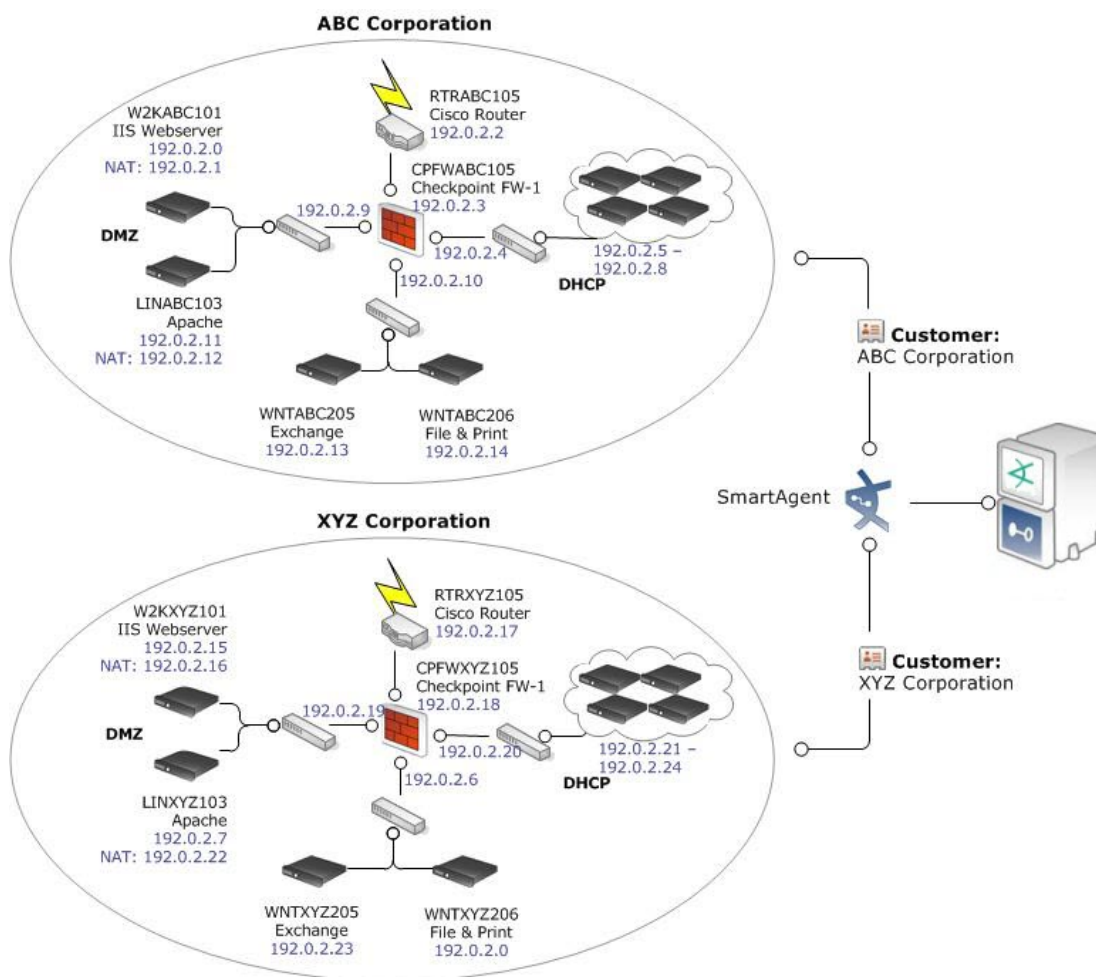 ABC Corporation
RTRABC105
Cisco Router
192.0.2.2
W2KABC101
IIS Webserver
192.0.2.0
NAT: 192.0.2.1
CPFWABC105
Checkpoint FW-1
192.0.2.3
192.0.2.9
DMZ
192.0.2.4
192.0.2.5 –
192.0.2.8
192.0.2.10
DHCP
LINABC103
Apache
192.0.2.11
NAT: 192.0.2.12
WNTABC205
Exchange
192.0.2.13
WNTABC206
File & Print
192.0.2.14
Customer:
ABC Corporation
SmartAgent
XYZ Corporation
RTRXYZ105
Cisco Router
192.0.2.17
W2KXYZ101
IIS Webserver
192.0.2.15
NAT: 192.0.2.16
CPFWXYZ105
Checkpoint FW-1
192.0.2.18
192.0.2.19
DMZ
192.0.2.20
192.0.2.21 –
192.0.2.24
192.0.2.6
DHCP
LINXYZ103
Apache
192.0.2.7
NAT: 192.0.2.22
WNTXYZ205
Exchange
192.0.2.23
WNTXYZ206
File & Print
192.0.2.0
Customer:
XYZ Corporation